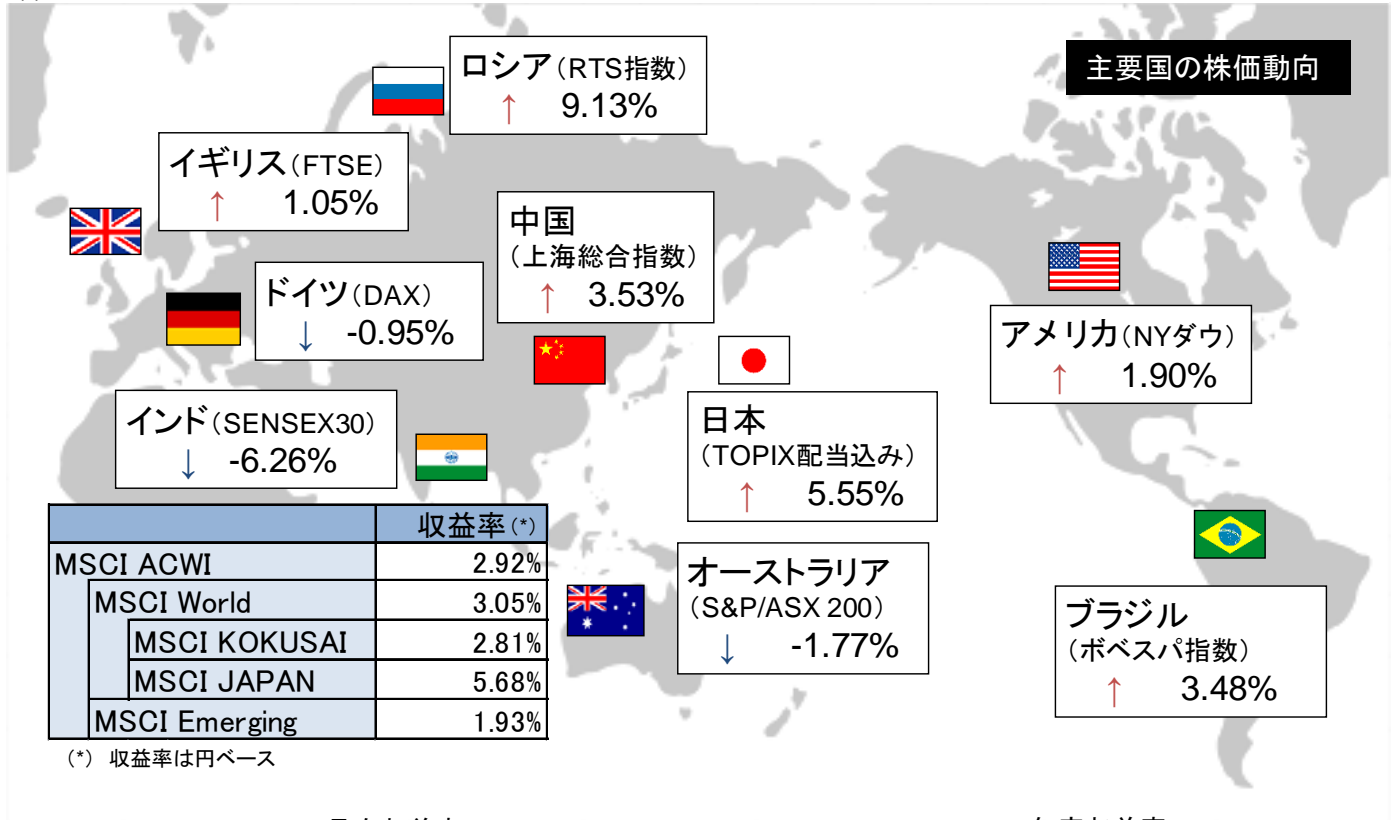 主要国の株価動向
ロシア（RTS指数）
↑ 9.13%
イギリス（FTSE）
↑ 1.05%
中国
（上海総合指数）
↑ 3.53%
ドイツ（DAX）
↓ -0.95%
アメリカ（NYダウ）
↑ 1.90%
インド（SENSEX30）
↓ -6.26%
日本
（TOPIX配当込み）
↑ 5.55%
オーストラリア
（S&P/ASX 200）
↓ -1.77%
ブラジル
（ボベスパ指数）
↑ 3.48%
収益率(*)
MSCI ACWI 2.92%
MSCI World 3.05%
MSCI KOKUSAI 2.81%
MSCI JAPAN 5.68%
MSCI Emerging 1.93%
（*） 収益率は円ベース